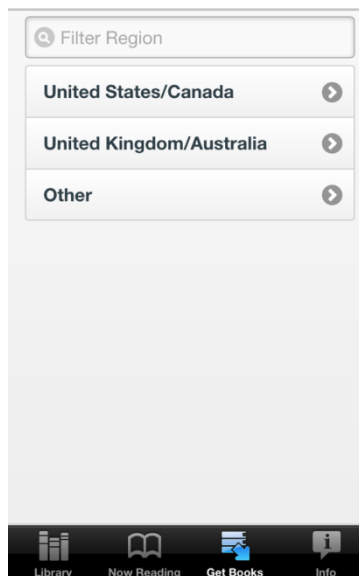 Filter Region
United States/Canada
United Kingdom/Australia
Other
Library Now Reading Get Books Info